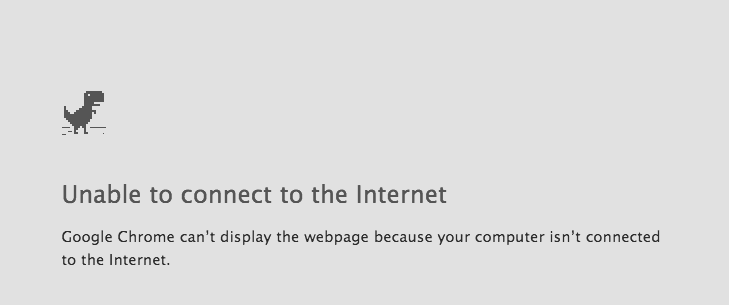 Unable to connect to the Internet
Google Chrome can’t display the webpage because your computer isn’t connected
to the Internet.